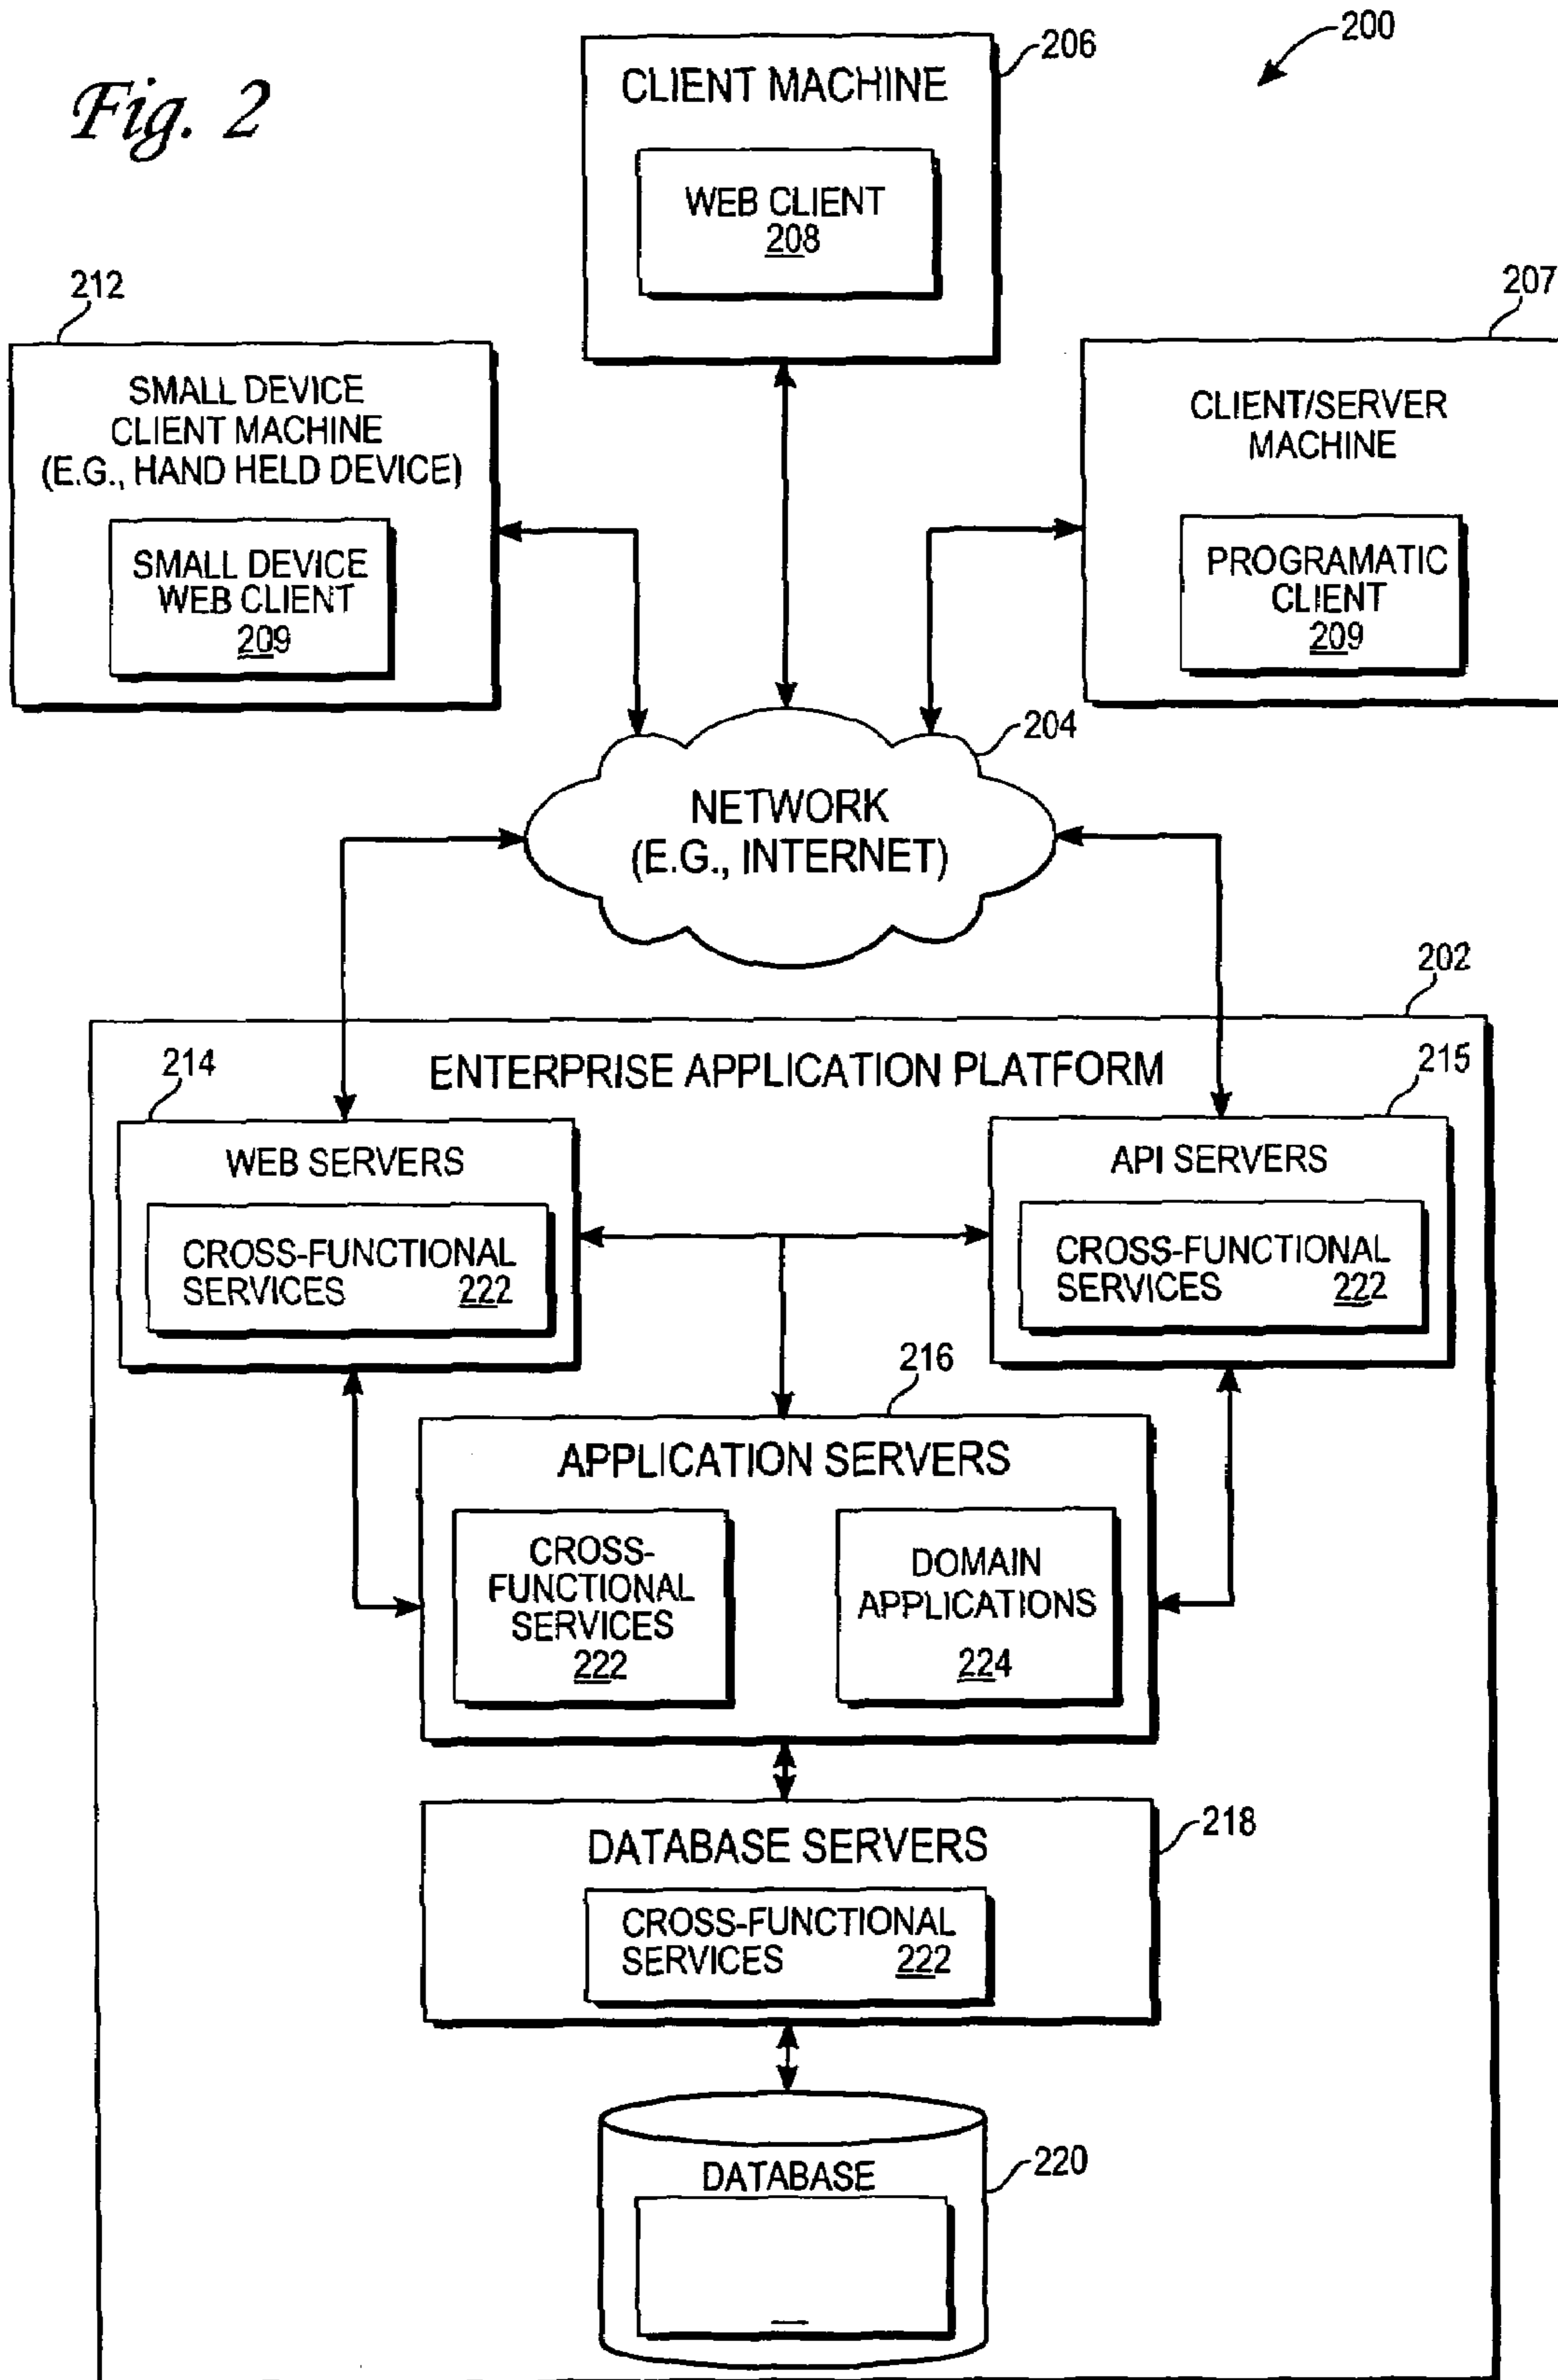 Fig. 2
200
206
CLIENT MACHINE
WEB CLIENT
208
212
SMALL DEVICE
CLIENT MACHINE
(E.G., HAND HELD DEVICE)
SMALL DEVICE
WEB CLIENT
209
207
CLIENT/SERVER
MACHINE
PROGRAMATIC
CLIENT
209
204
NETWORK
(E.G., INTERNET)
202
ENTERPRISE APPLICATION PLATFORM
214
WEB SERVERS
CROSS-FUNCTIONAL
SERVICES 222
215
API SERVERS
CROSS-FUNCTIONAL
SERVICES 222
216
APPLICATION SERVERS
CROSS-
FUNCTIONAL
SERVICES
222
DOMAIN
APPLICATIONS
224
218
DATABASE SERVERS
CROSS-FUNCTIONAL
SERVICES 222
220
DATABASE